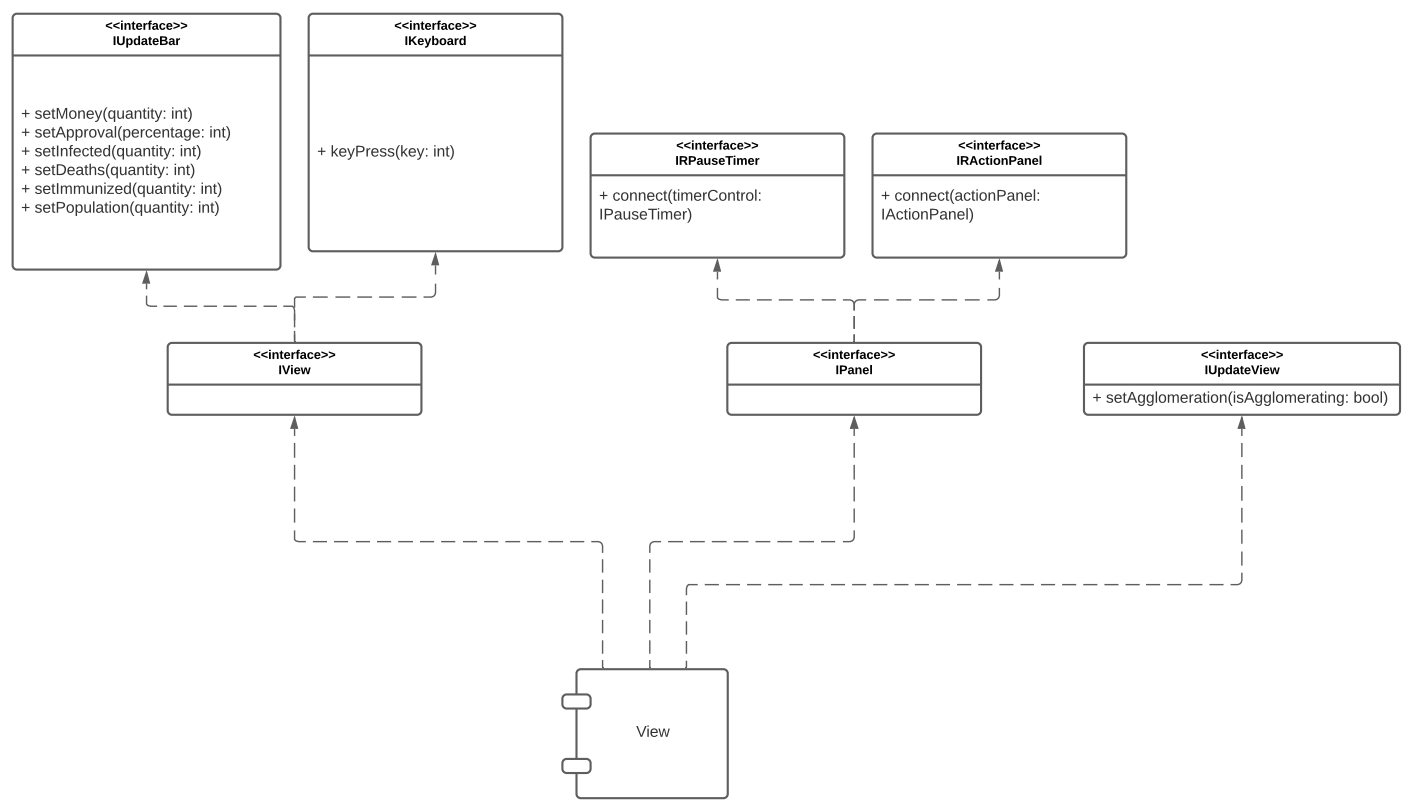 <<interface>>
IUpdateBar
+ setMoney(quantity: int)
+ setApproval(percentage: int)
+ setInfected(quantity: int)
+ setDeaths(quantity: int)
+ setImmunized(quantity: int)
+ setPopulation(quantity: int)
<<interface>>
IKeyboard
+ keyPress(key: int)
<<interface>>
IRPauseTimer
+ connect(timerControl:
IPauseTimer)
<<interface>>
IRActionPanel
+ connect(actionPanel:
IActionPanel)
<<interface>>
IView
<<interface>>
IPanel
<<interface>>
IUpdateView
+ setAgglomeration(isAgglomerating: bool)
View